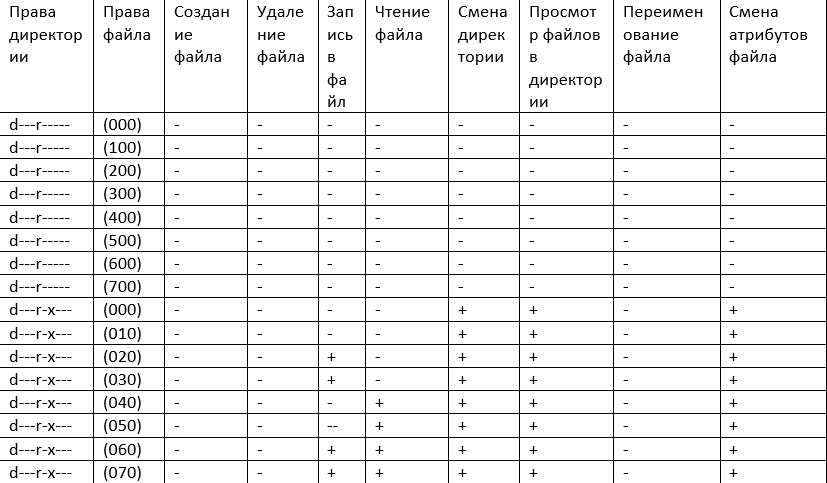 Права директории Права файла Создание файла Удаление файла Запись в файл Чтение файла Смена директории Просмотр файлов в директории Переименование файла Смена атрибутов файла
d---r----- (000) - - - - - - - -
d---r----- (100) - - - - - - - -
d---r----- (200) - - - - - - - -
d---r----- (300) - - - - - - - -
d---r----- (400) - - - - - - - -
d---r----- (500) - - - - - - - -
d---r----- (600) - - - - - - - -
d---r----- (700) - - - - - - - -
d---r-x--- (000) - - - - + + - +
d---r-x--- (010) - - - - + + - +
d---r-x--- (020) - - + - + + - +
d---r-x--- (030) - - + - + + - +
d---r-x--- (040) - - - + + + - +
d---r-x--- (050) - - -- + + + - +
d---r-x--- (060) - - + + + + - +
d---r-x--- (070) - - + + + + - +